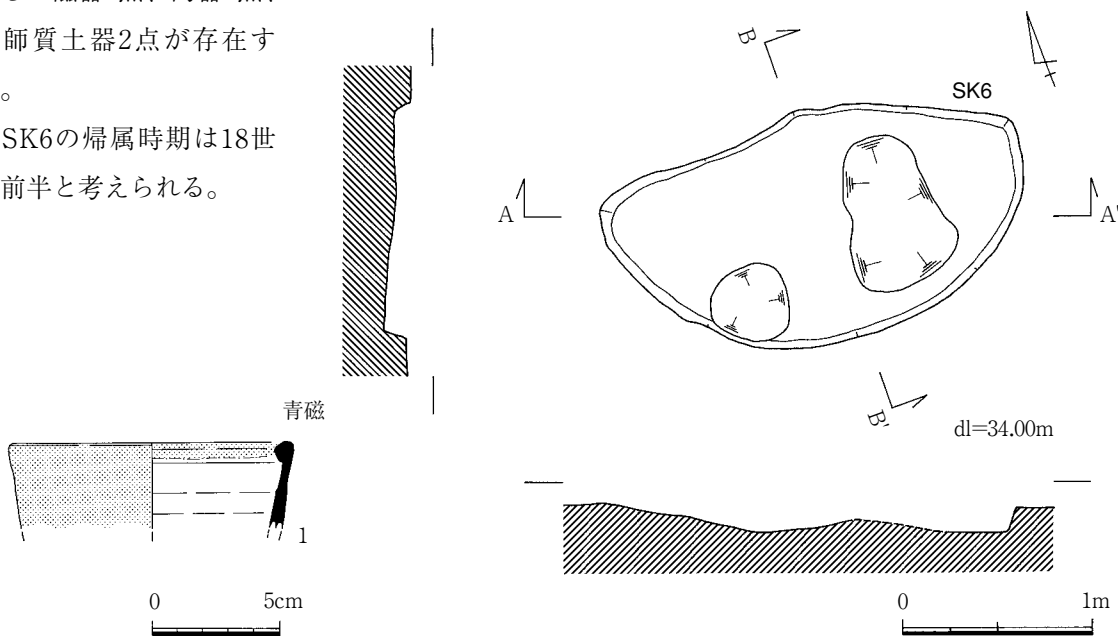 師質土器2点が存在す
。
SK6の帰属時期は18世
前半と考えられる。
B
SK6
A
A'
B'
青磁
dl=34.00m
1
0 5cm
0 1m